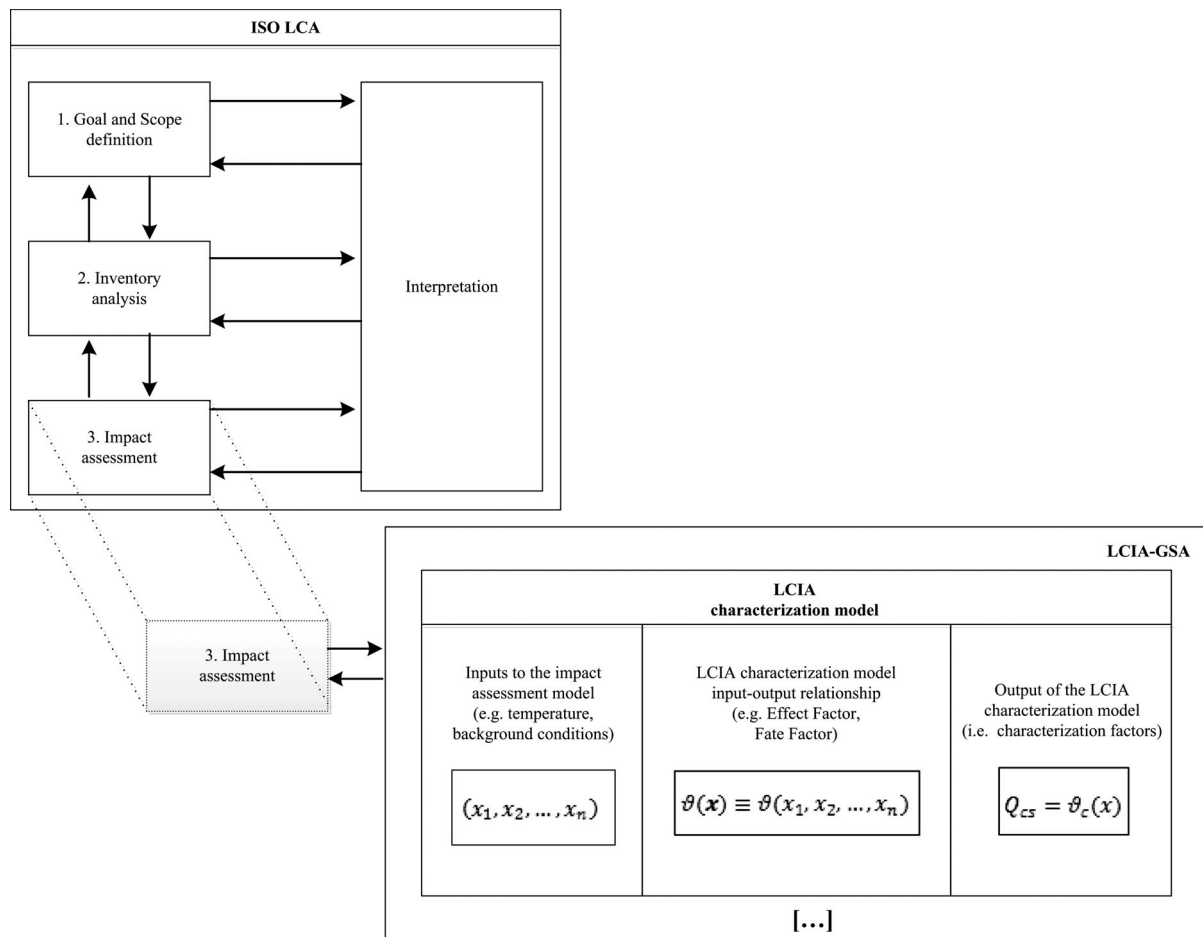 ISO LCA
1. Goal and Scope
definition
2. Inventory
analysis
Interpretation
3. Impact
assessment
3. Impact
assessment
LCIA-GSA
LCIA
characterization model
Inputs to the impact
assessment model
(e.g. temperature,
background conditions)
(x₁, x₂, ..., xₙ)
LCIA characterization model
input-output relationship
(e.g. Effect Factor,
Fate Factor)
ϑ(x) ≡ ϑ(x₁, x₂, ..., xₙ)
Output of the LCIA
characterization model
(i.e. characterization factors)
Q_cs = ϑ_c(x)
[...]